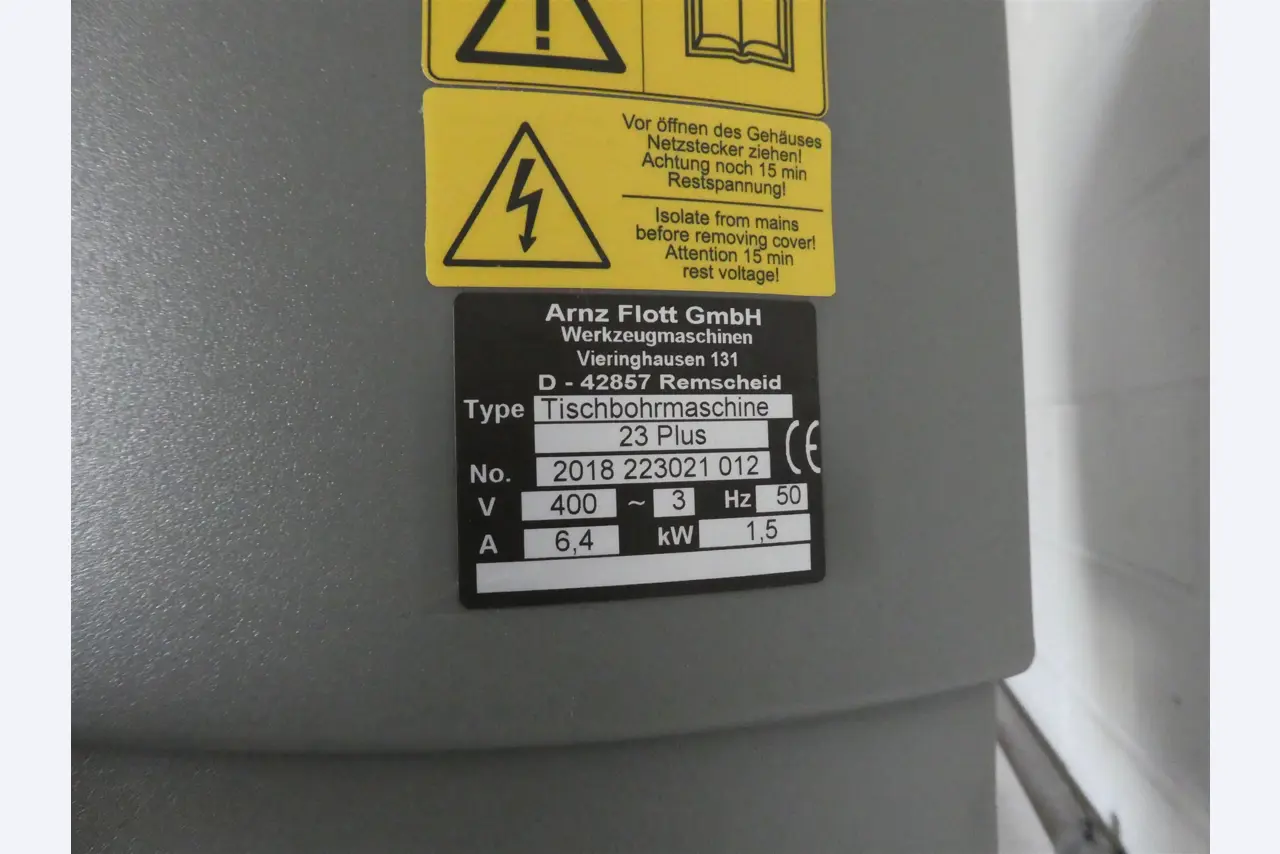 Vor öffnen des Gehäuses
Netzstecker ziehen!
Achtung noch 15 min
Restspannung!
Isolate from mains
before removing cover!
Attention 15 min
rest voltage!
Arnz Flott GmbH
Werkzeugmaschinen
Vieringhausen 131
D - 42857 Remscheid
Type Tischbohrmaschine
23 Plus
CE
No. 2018 223021 012
V 400 ~ 3 Hz 50
A 6,4 kW 1,5